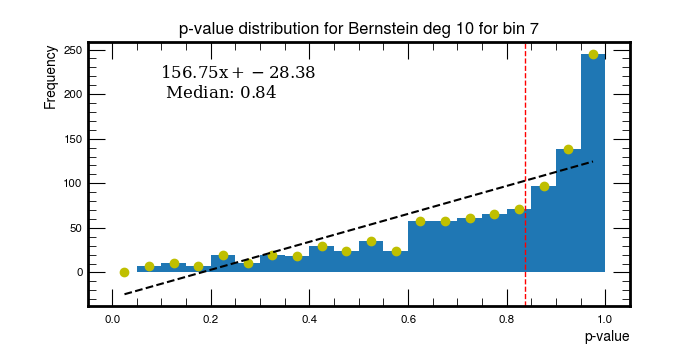 p-value distribution for Bernstein deg 10 for bin 7
Frequency
156.75x + − 28.38
Median: 0.84
250
200
150
100
50
0
0.0 0.2 0.4 0.6 0.8 1.0
p-value